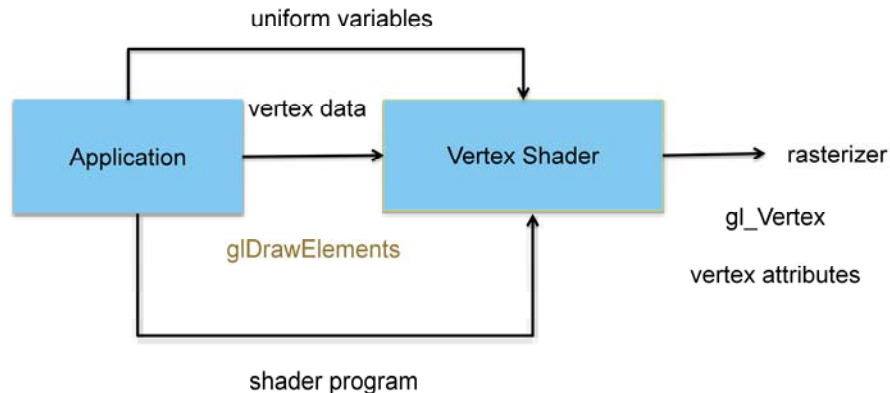 uniform variables
vertex data
Application
Vertex Shader
rasterizer
gl_Vertex
glDrawElements
vertex attributes
shader program